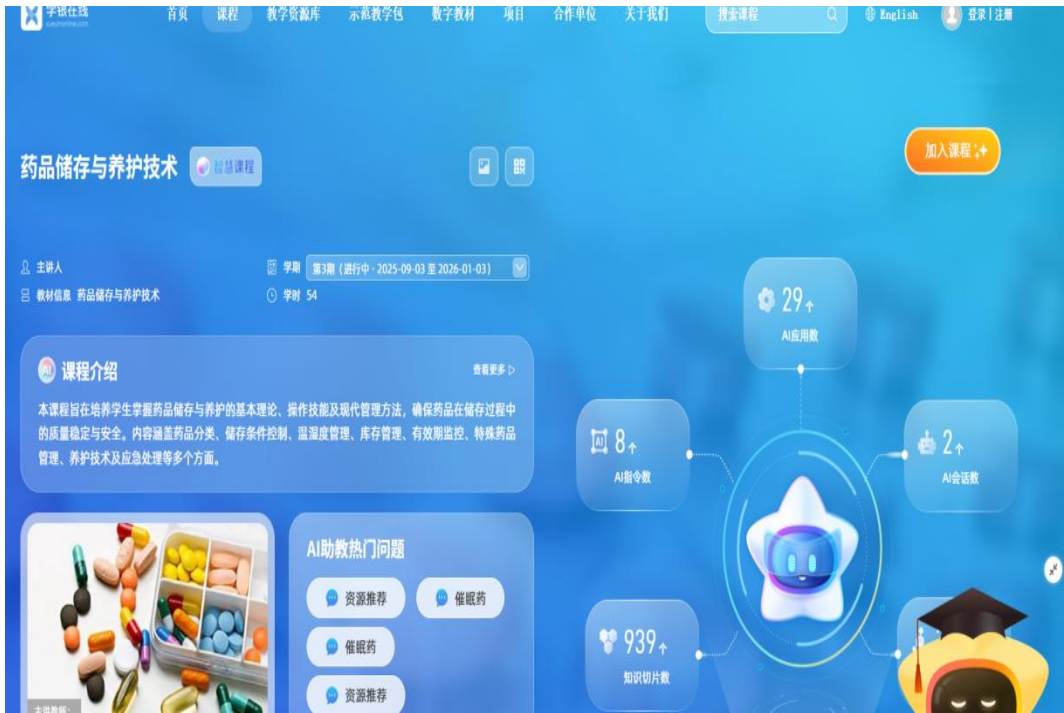 学银在线
xueyinonline.com
首页 课程 教学资源库 示范教学包 数字教材 项目 合作单位 关于我们 搜索课程 English 登录 | 注册
药品储存与养护技术 智慧课程
加入课程
主讲人
学期 第3期 (进行中 - 2025-09-03 至 2026-01-03)
教材信息 药品储存与养护技术
学时 54
29
AI应用数
AI 课程介绍
查看更多
本课程旨在培养学生掌握药品储存与养护的基本理论、操作技能及现代管理方法，确保药品在储存过程中
的质量稳定与安全。内容涵盖药品分类、储存条件控制、温湿度管理、库存管理、有效期监控、特殊药品
管理、养护技术及应急处理等多个方面。
AI 8
AI指令数
2
AI会话数
AI助教热门问题
资源推荐 催眠药
催眠药
资源推荐
939
知识切片数
主讲教师：